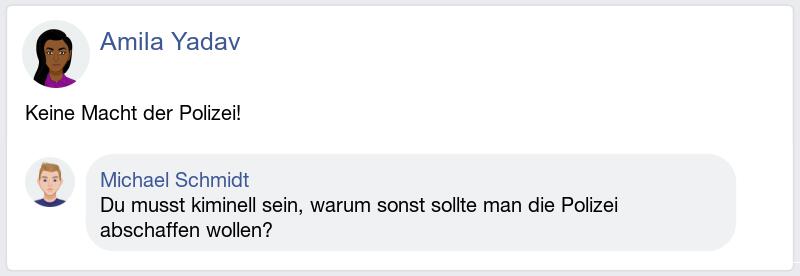 Amila Yadav
Keine Macht der Polizei!
Michael Schmidt
Du musst kiminell sein, warum sonst sollte man die Polizei
abschaffen wollen?